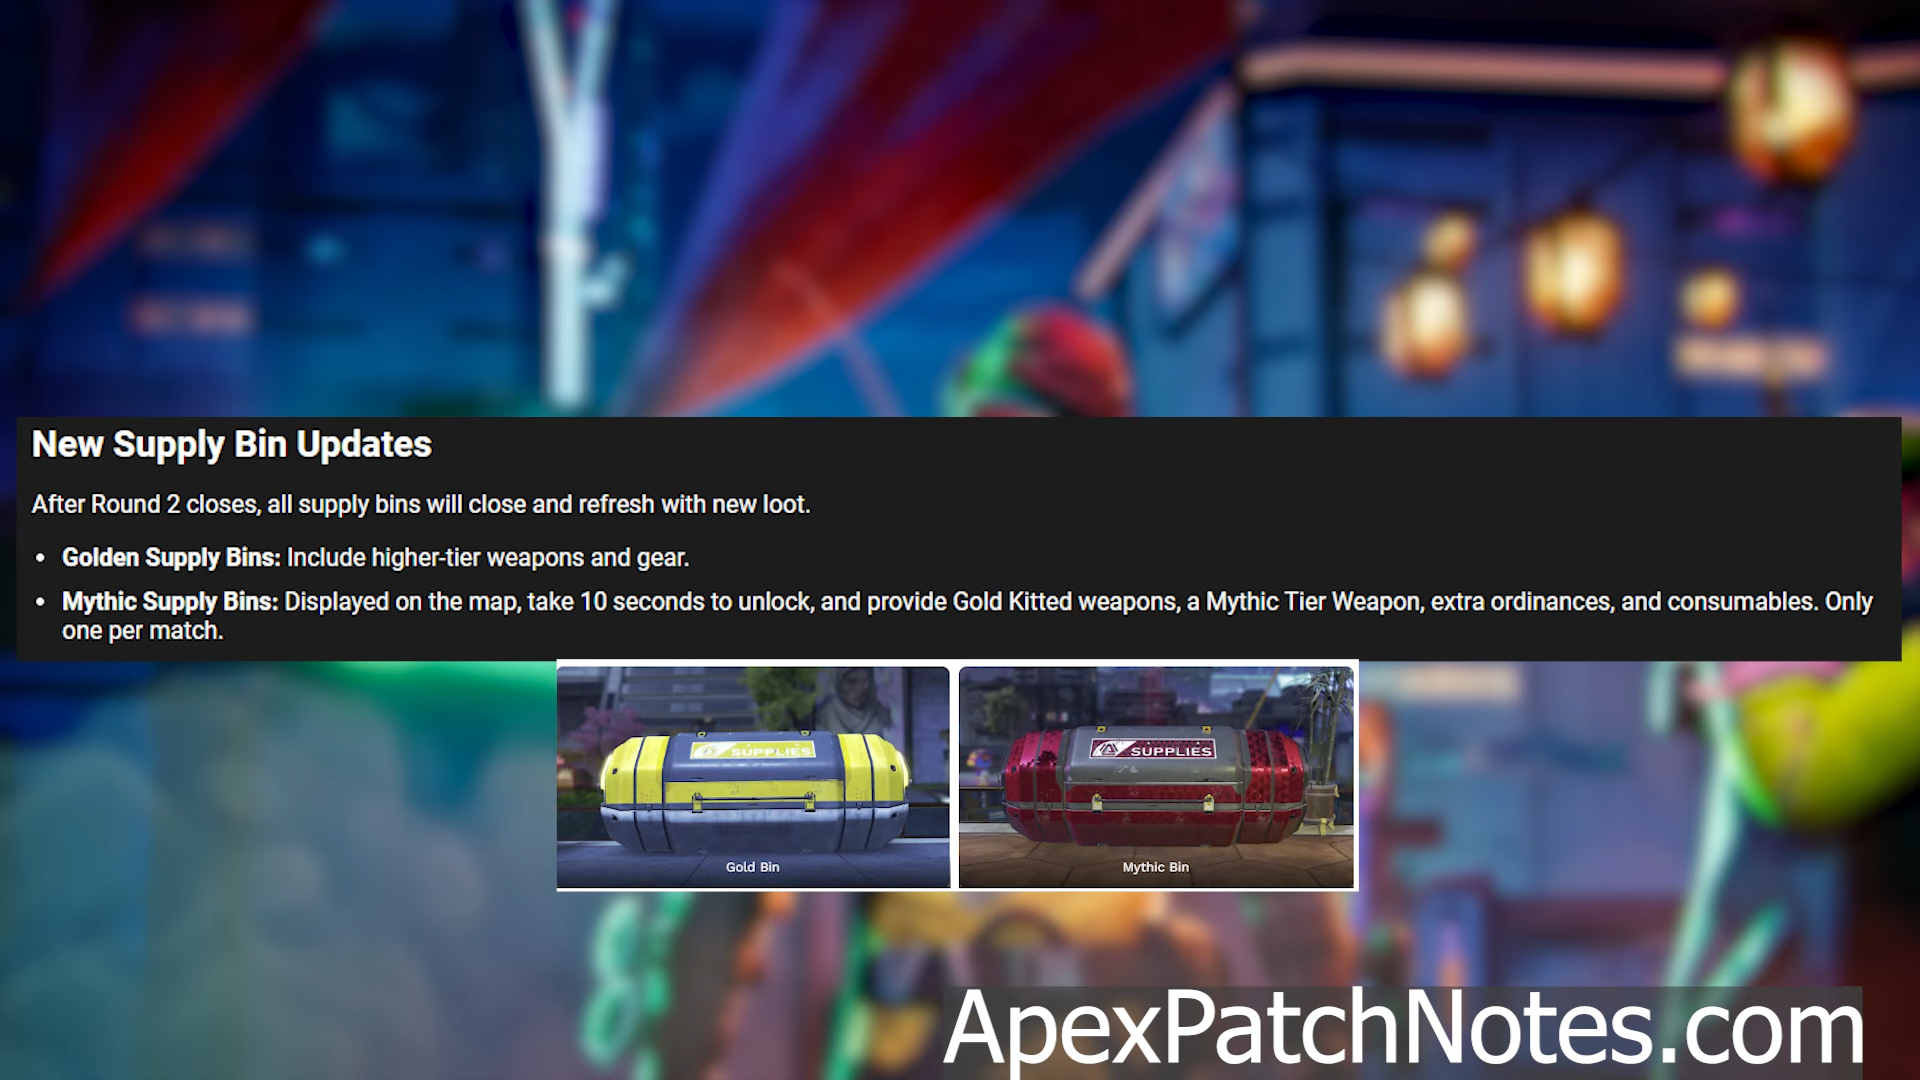 New Supply Bin Updates
After Round 2 closes, all supply bins will close and refresh with new loot.
• Golden Supply Bins: Include higher-tier weapons and gear.
• Mythic Supply Bins: Displayed on the map, take 10 seconds to unlock, and provide Gold Kitted weapons, a Mythic Tier Weapon, extra ordinances, and consumables. Only
one per match.
SUPPLIES
SUPPLIES
Gold Bin
Mythic Bin
ApexPatchNotes.com